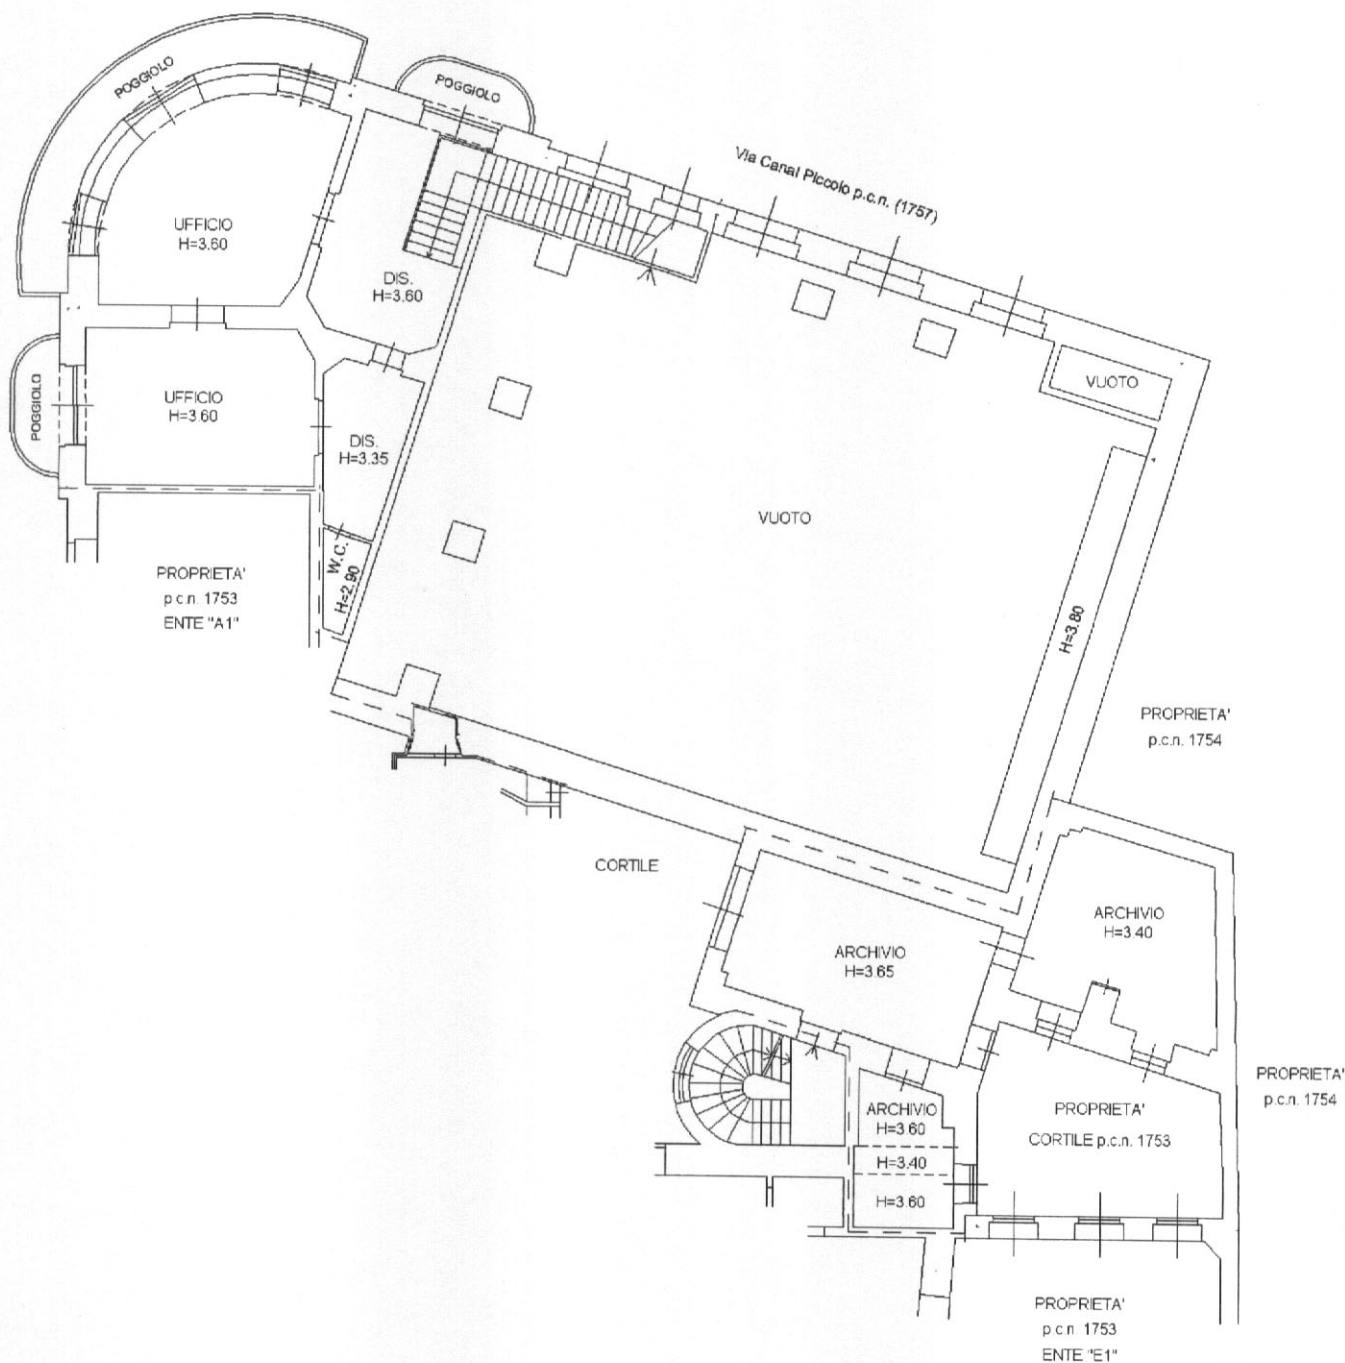 POGGIOLO
POGGIOLO
Via Canal Piccolo p.c.n. (1757)
UFFICIO
H=3.60
DIS.
H=3.60
VUOTO
POGGIOLO
UFFICIO
H=3.60
DIS.
H=3.35
VUOTO
W.C.
H=2.90
PROPRIETA'
p.c.n. 1753
ENTE "A1"
H=3.80
PROPRIETA'
p.c.n. 1754
CORTILE
ARCHIVIO
H=3.40
ARCHIVIO
H=3.65
PROPRIETA'
p.c.n. 1754
ARCHIVIO
H=3.60
H=3.40
H=3.60
PROPRIETA'
CORTILE p.c.n. 1753
PROPRIETA'
p.c.n 1753
ENTE "E1"